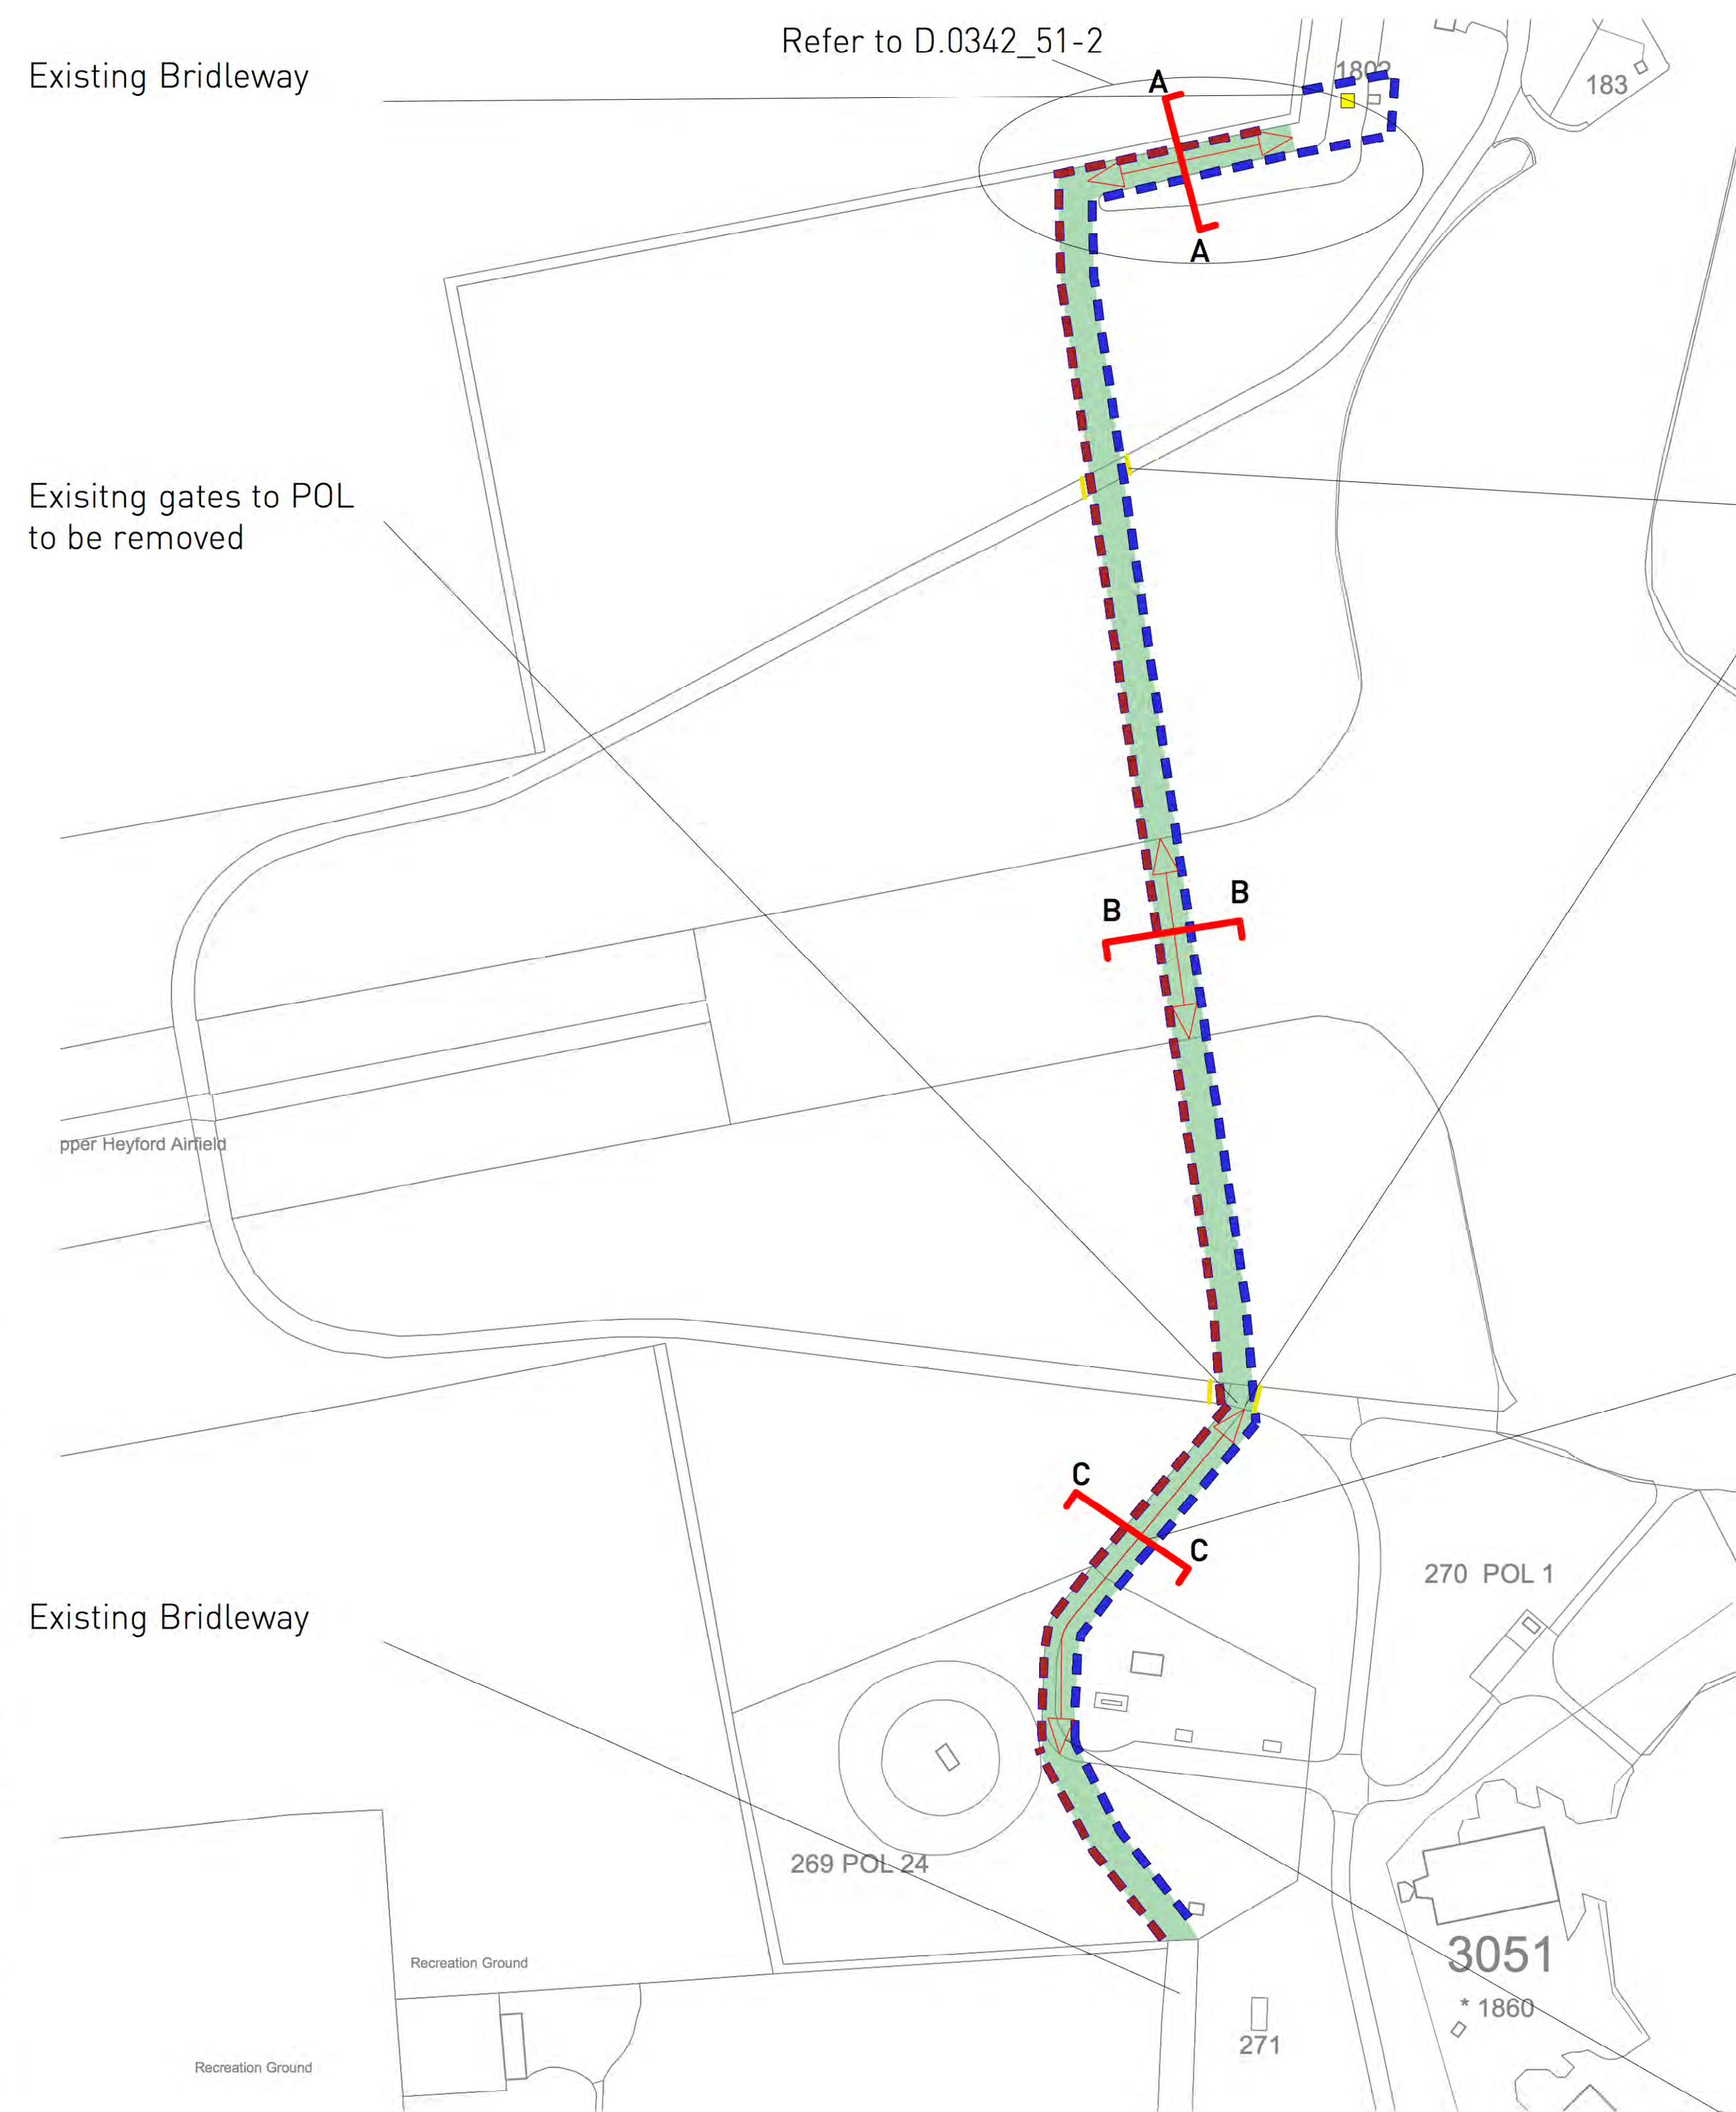 Refer to D.0342_51-2
Existing Bridleway
A
1802
183
A
Exisitng gates to POL
to be removed
B
B
pper Heyford Airfield
C
C
270 POL 1
Existing Bridleway
269 POL 24
3051
Recreation Ground
* 1860
271
Recreation Ground